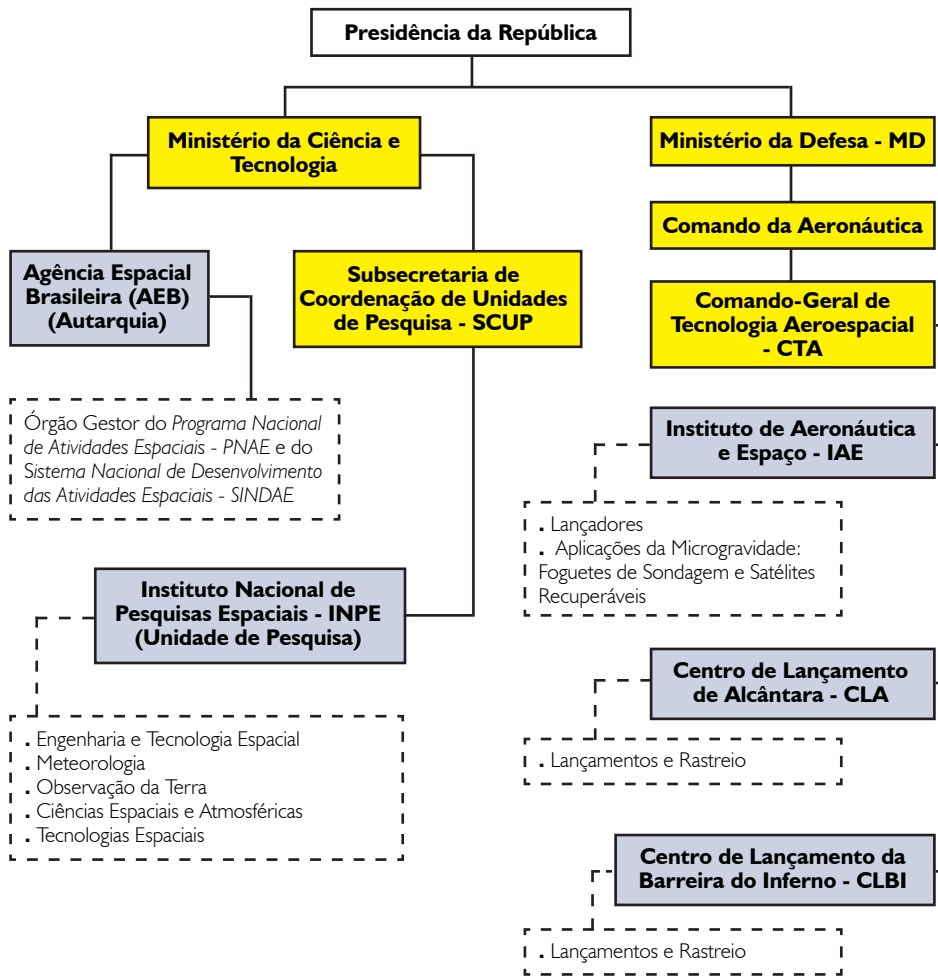 Presidência da República
Ministério da Ciência e
Tecnologia
Ministério da Defesa - MD
Comando da Aeronáutica
Agência Espacial
Brasileira (AEB)
(Autarquia)
Subsecretaria de
Coordenação de Unidades
de Pesquisa - SCUP
Comando-Geral de
Tecnologia Aeroespacial
- CTA
Órgão Gestor do Programa Nacional
de Atividades Espaciais - PNAE e do
Sistema Nacional de Desenvolvimento
das Atividades Espaciais - SINDAE
Instituto de Aeronáutica
e Espaço - IAE
. Lançadores
. Aplicações da Microgravidade:
Foguetes de Sondagem e Satélites
Recuperáveis
Instituto Nacional de
Pesquisas Espaciais - INPE
(Unidade de Pesquisa)
. Engenharia e Tecnologia Espacial
. Meteorologia
. Observação da Terra
. Ciências Espaciais e Atmosféricas
. Tecnologias Espaciais
Centro de Lançamento
de Alcântara - CLA
. Lançamentos e Rastreio
Centro de Lançamento da
Barreira do Inferno - CLBI
. Lançamentos e Rastreio